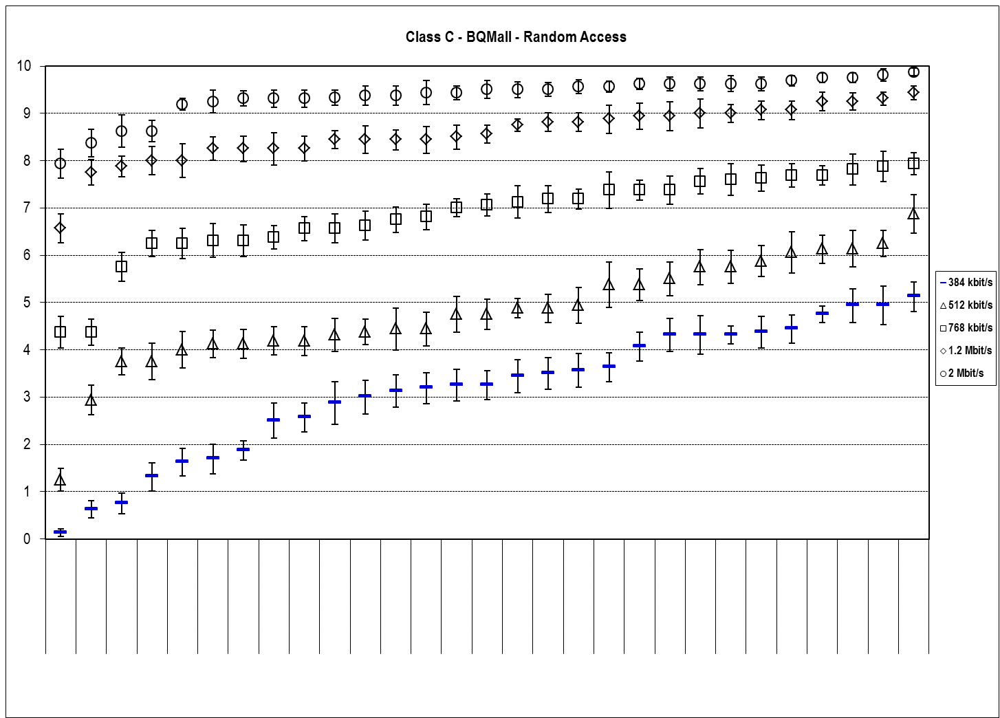 Class C - BQMall - Random Access
10
9
8
7
6
5
4
3
2
1
0
384 kbit/s
512 kbit/s
768 kbit/s
1.2 Mbit/s
2 Mbit/s